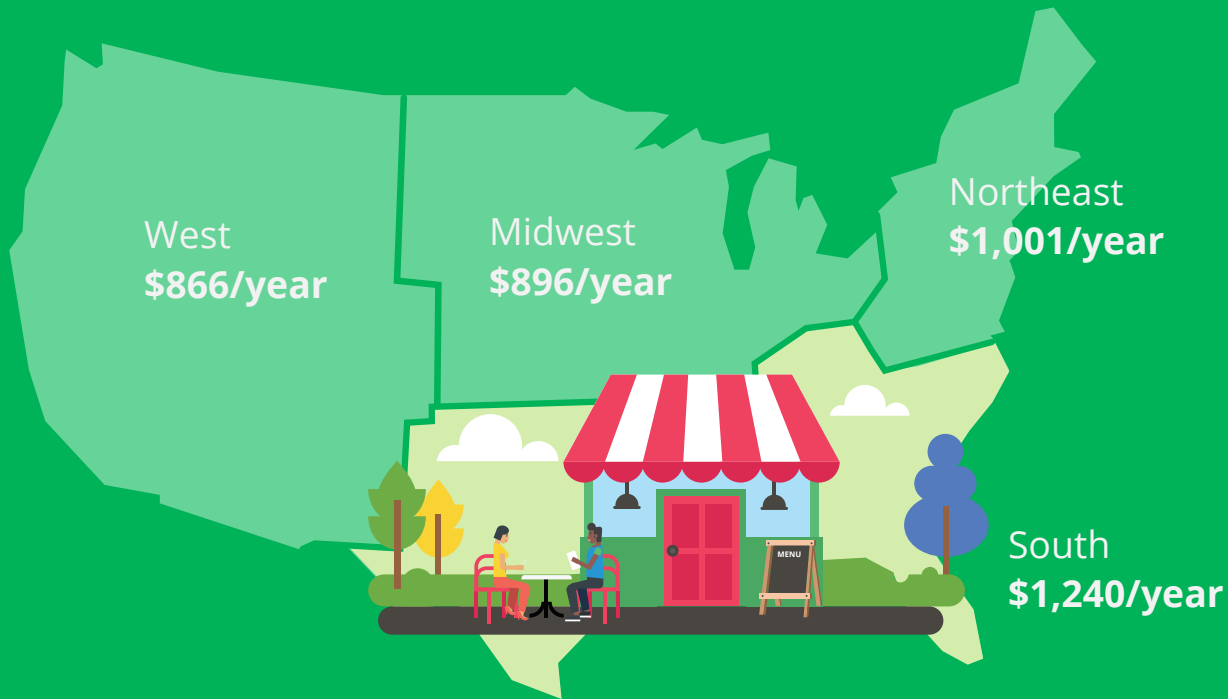 West
$866/year
Midwest
$896/year
Northeast
$1,001/year
South
$1,240/year
MENU